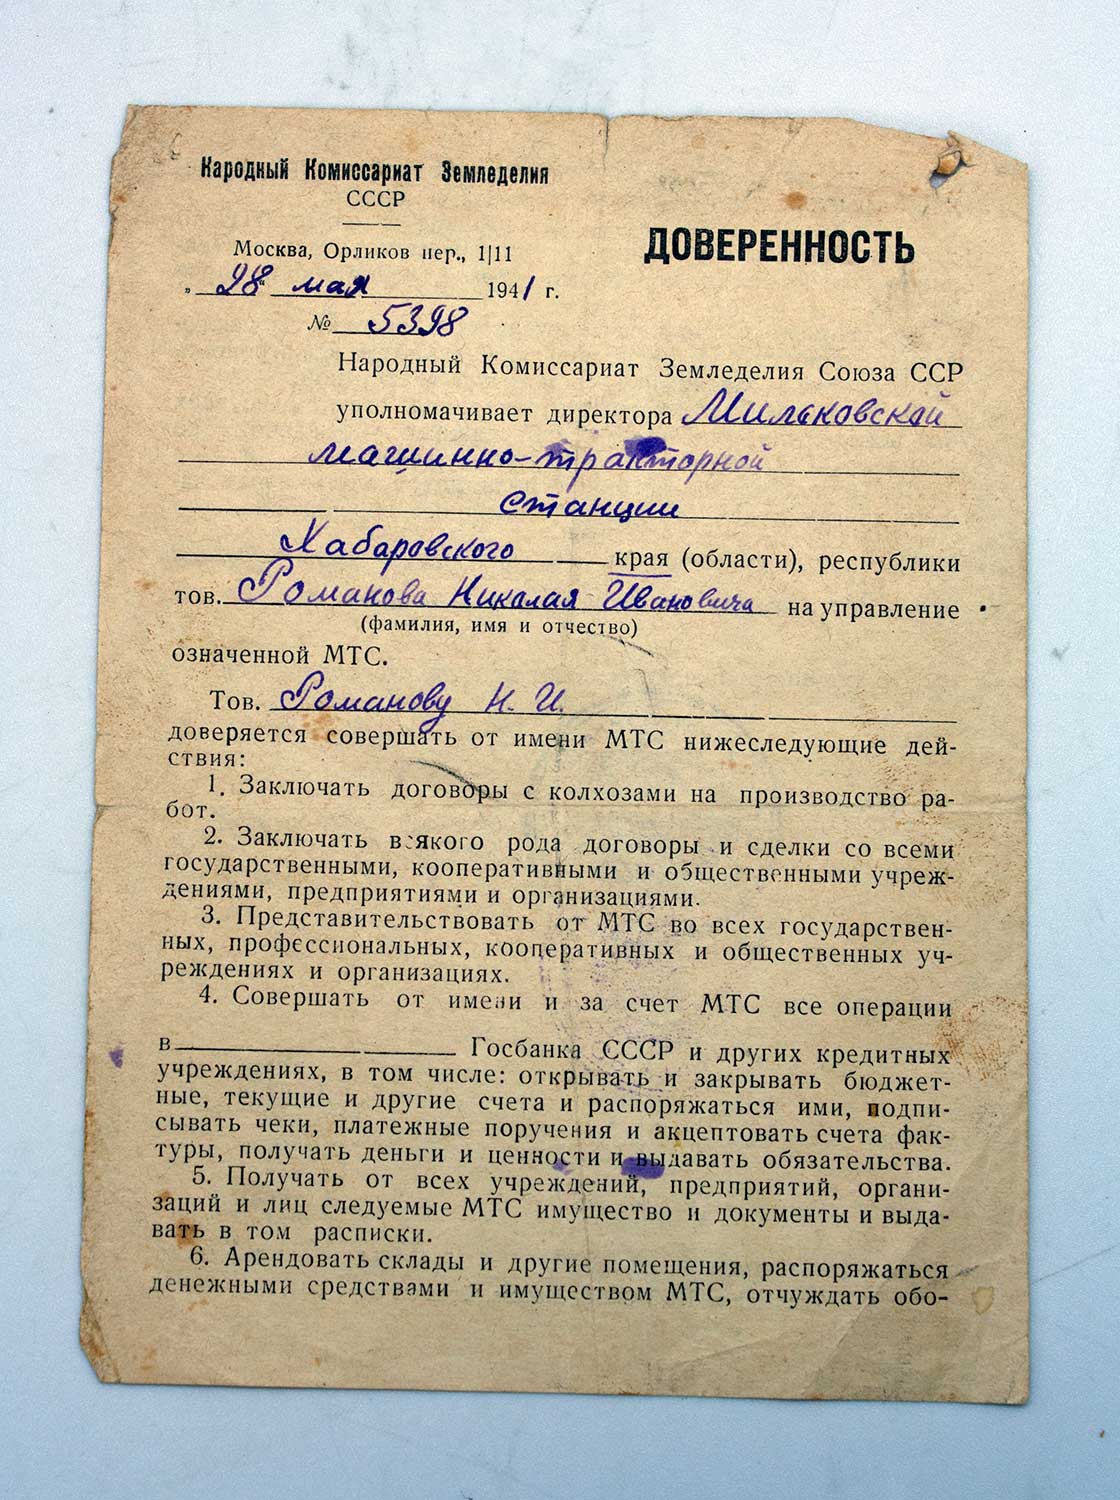 Народный Комиссариат Земледелия
СССР
Москва, Орликов пер., 1|11
ДОВЕРЕННОСТЬ
„28“ мая 1941 г.
№ 5398
Народный Комиссариат Земледелия Союза ССР
уполномачивает директора Мильковской
машинно-тракторной
станции
Хабаровского края (области), республики
тов. Романова Николая Ивановича на управление
(фамилия, имя и отчество)
означенной МТС.
Тов. Романову Н. И.
доверяется совершать от имени МТС нижеследующие дей-
ствия:
1. Заключать договоры с колхозами на производство ра-
бот.
2. Заключать всякого рода договоры и сделки со всеми
государственными, кооперативными и общественными учреж-
дениями, предприятиями и организациями.
3. Представительствовать от МТС во всех государствен-
ных, профессиональных, кооперативных и общественных уч-
реждениях и организациях.
4. Совершать от имени и за счет МТС все операции
в Госбанка СССР и других кредитных
учреждениях, в том числе: открывать и закрывать бюджет-
ные, текущие и другие счета и распоряжаться ими, подпи-
сывать чеки, платежные поручения и акцептовать счета фак-
туры, получать деньги и ценности и выдавать обязательства.
5. Получать от всех учреждений, предприятий, органи-
заций и лиц следуемые МТС имущество и документы и выда-
вать в том расписки.
6. Арендовать склады и другие помещения, распоряжаться
денежными средствами и имуществом МТС, отчуждать обо-